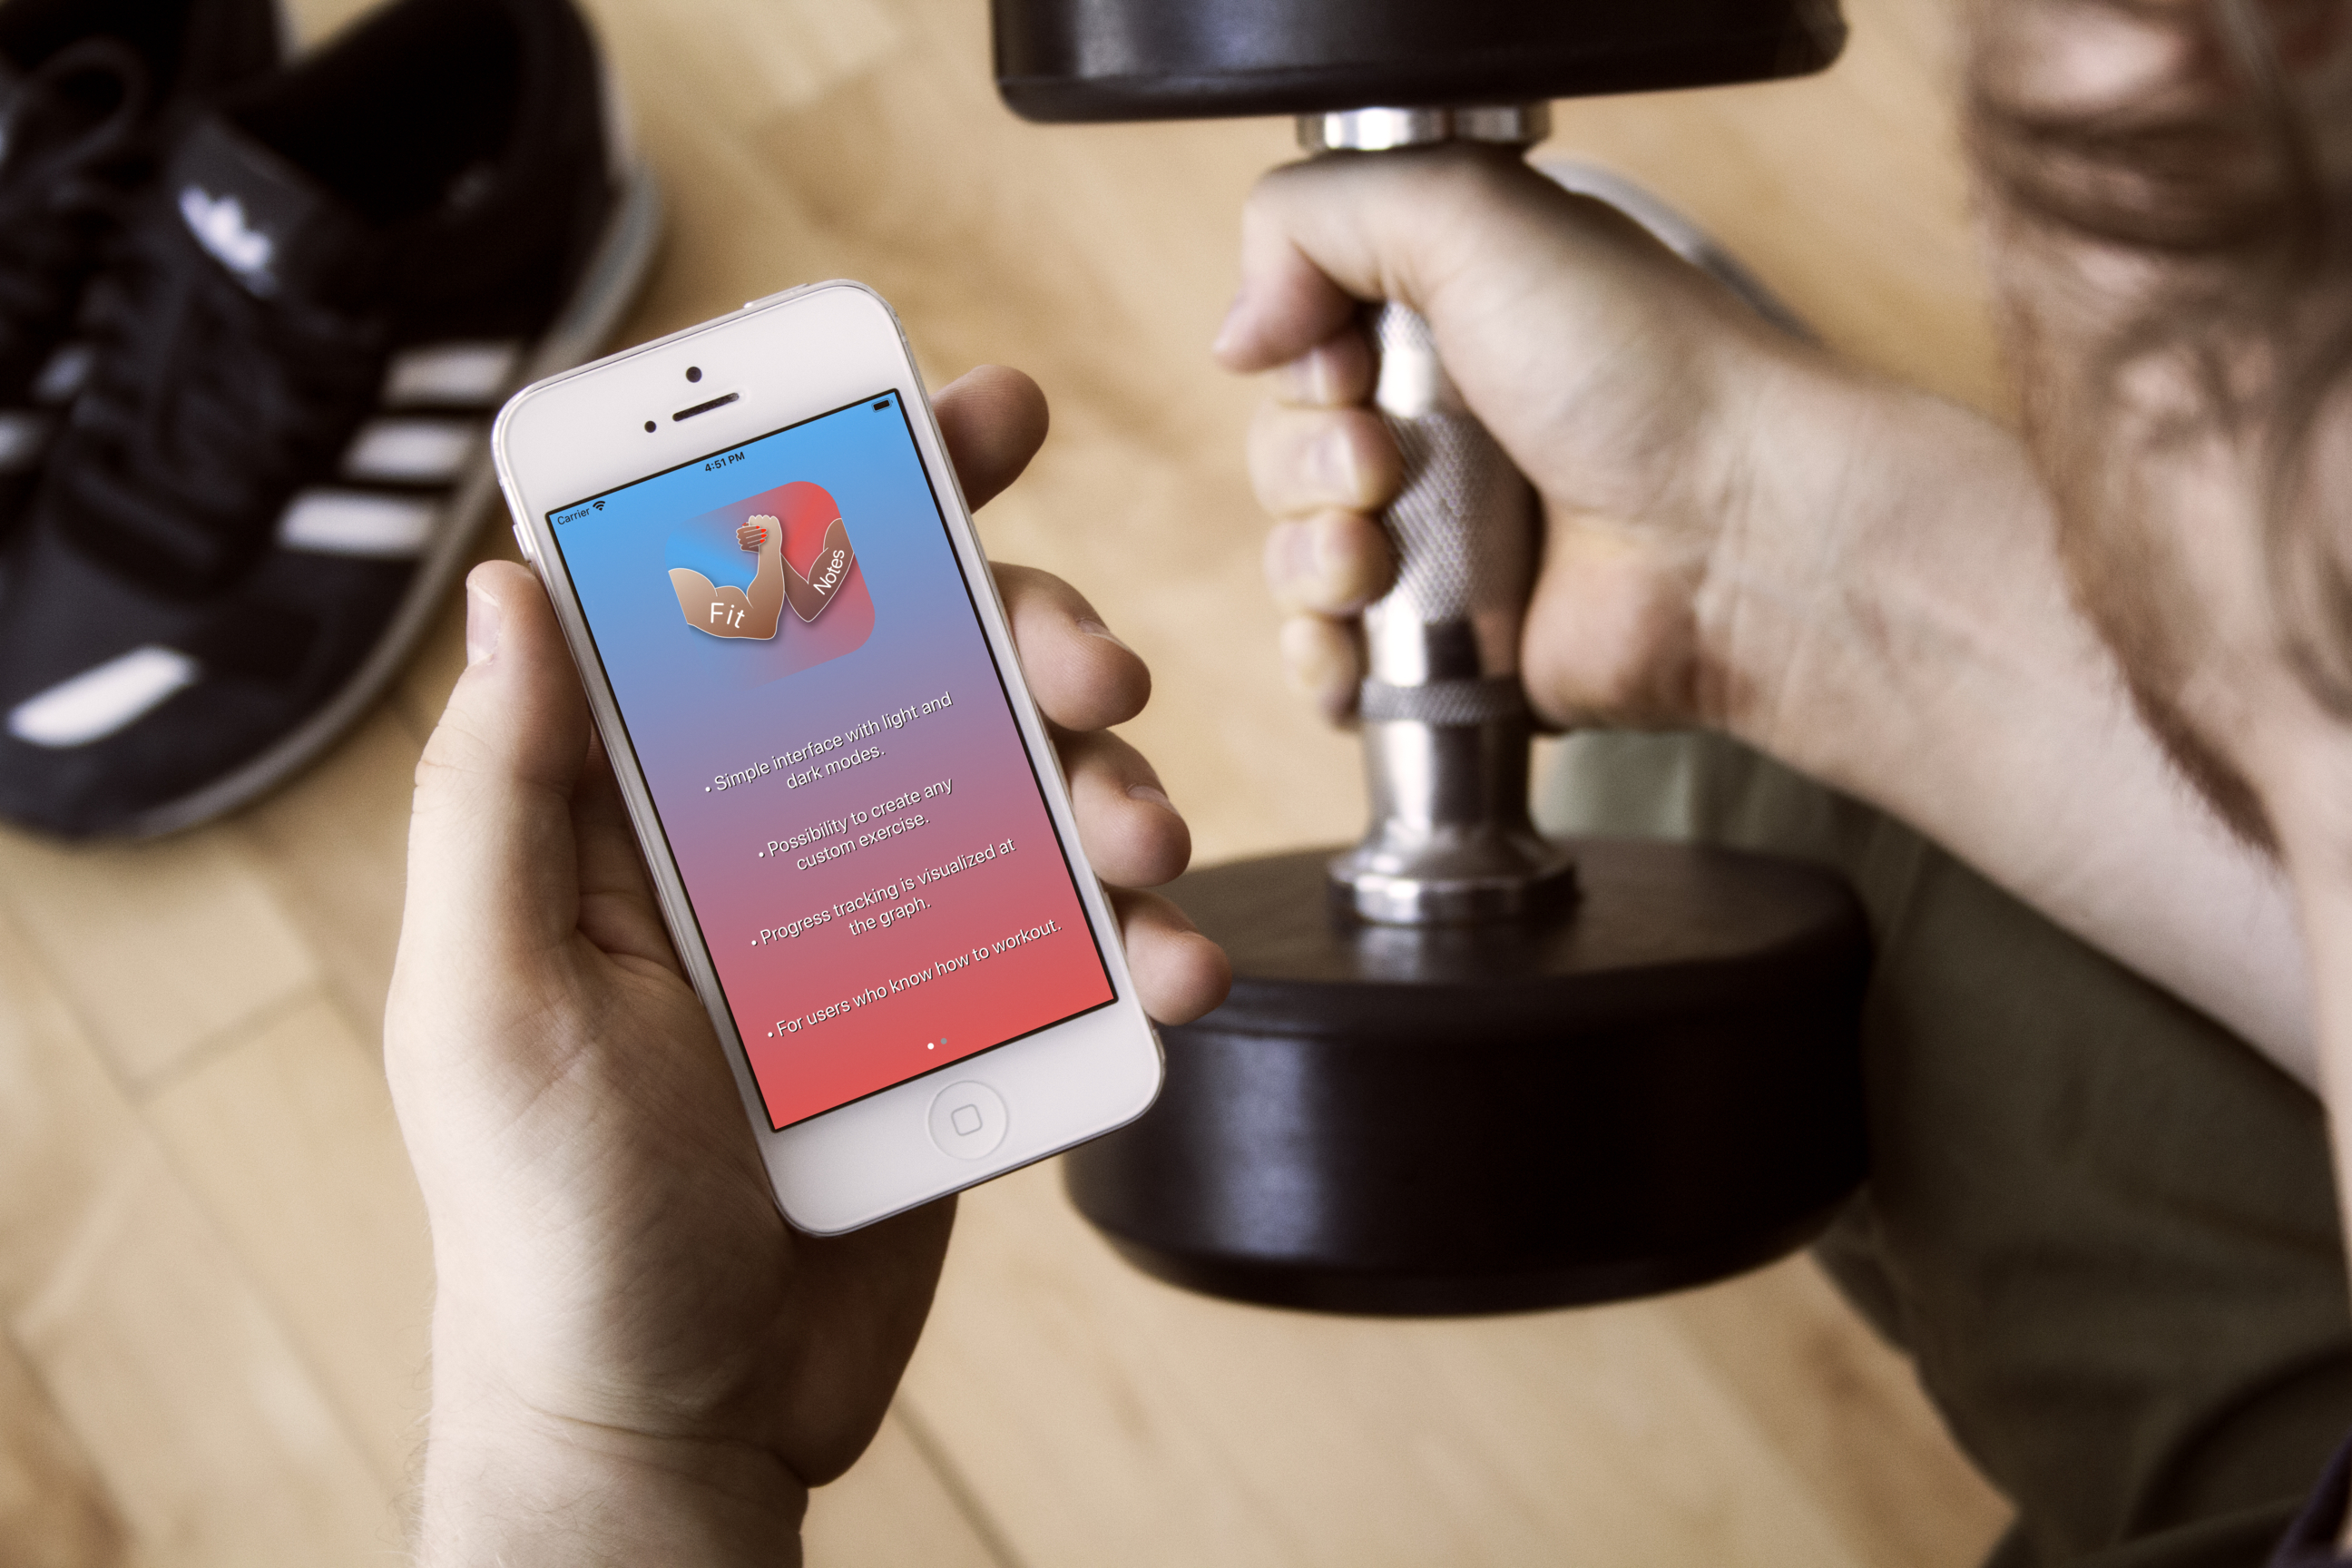 Carrier
4:51 PM
Fit
Notes
• Simple interface with light and
dark modes.
• Possibility to create any
custom exercise.
• Progress tracking is visualized at
the graph.
• For users who know how to workout.